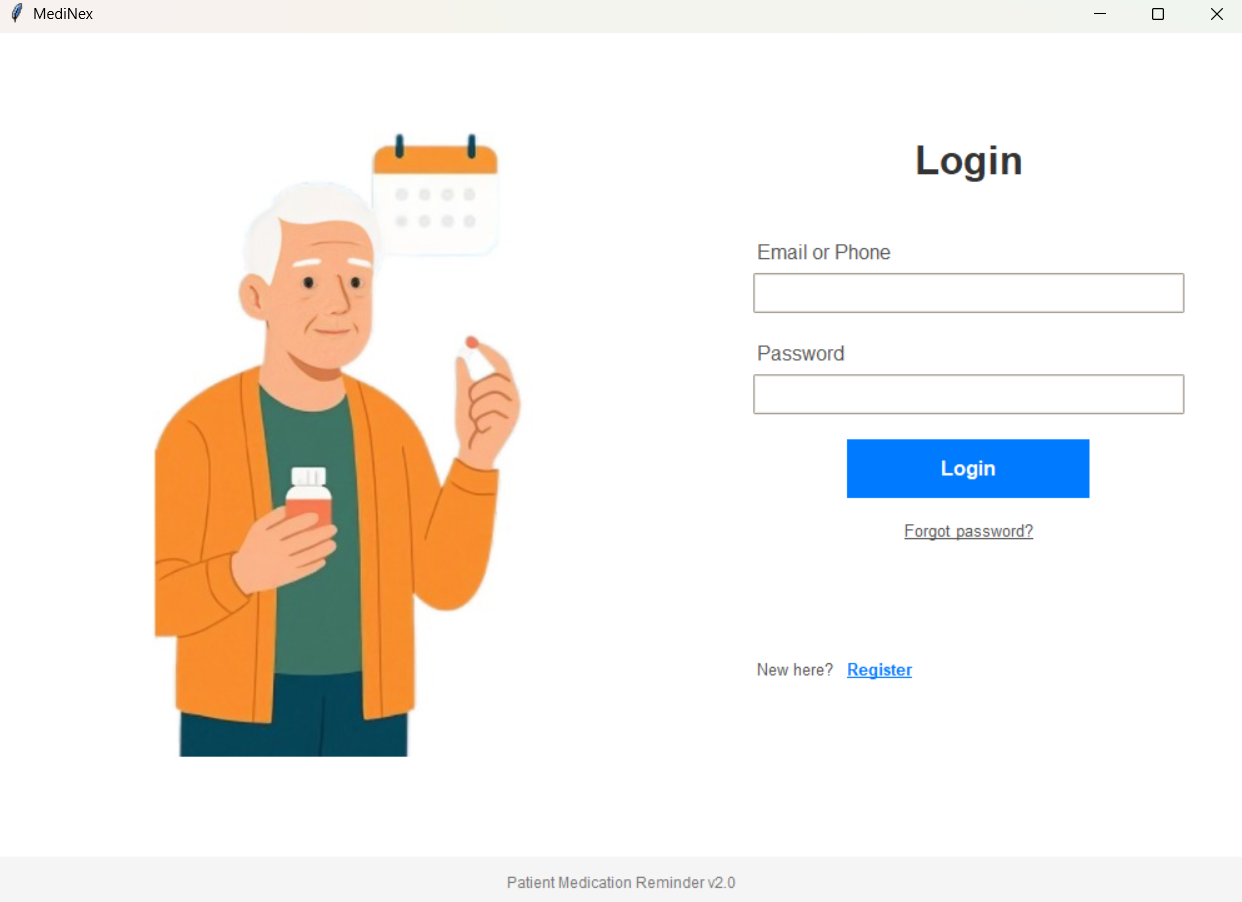 MediNex
Login
Email or Phone
Password
Login
Forgot password?
New here? Register
Patient Medication Reminder v2.0